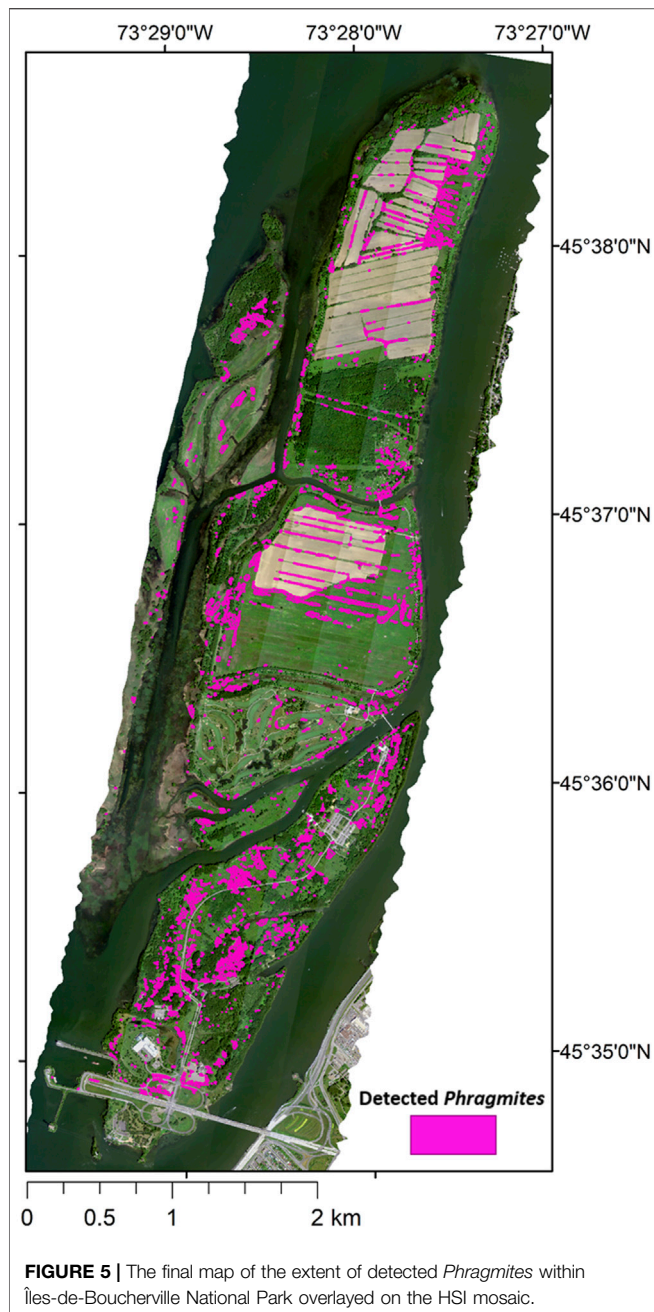 73°29'0"W 73°28'0"W 73°27'0"W
45°38'0"N
45°37'0"N
45°36'0"N
45°35'0"N
Detected Phragmites
0 0.5 1 2 km
FIGURE 5 | The final map of the extent of detected Phragmites within
Îles-de-Boucherville National Park overlayed on the HSI mosaic.